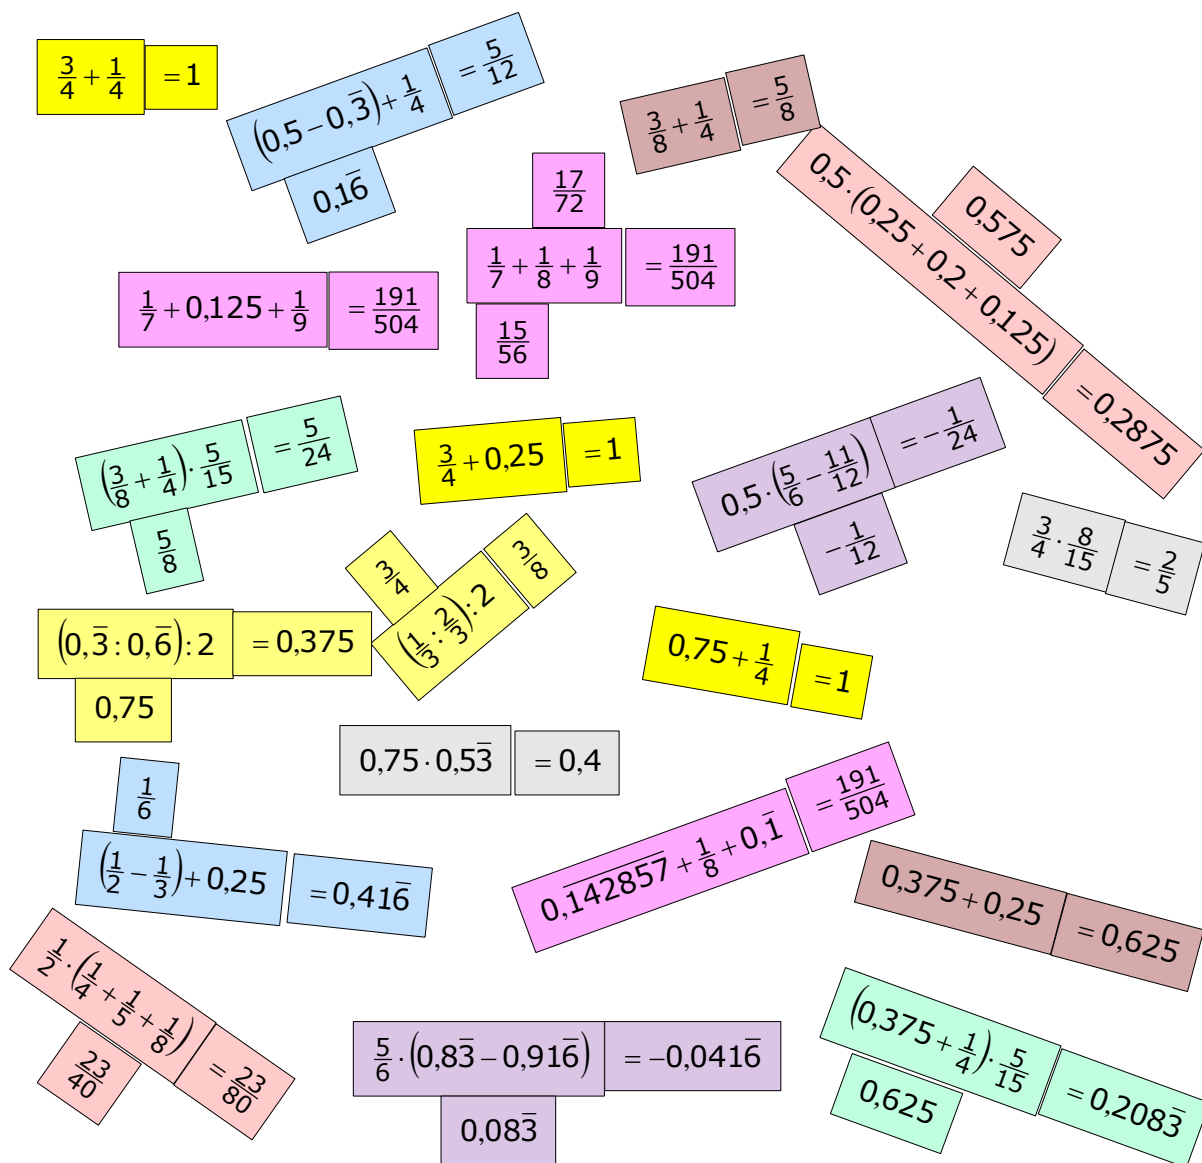 3/4 + 1/4 = 1
(0,5 − 0,3̅) + 1/4 = 5/12
0,16̅
3/8 + 1/4 = 5/8
17/72
1/7 + 1/8 + 1/9 = 191/504
15/56
0,575
0,5 · (0,25 + 0,2 + 0,125) = 0,2875
1/7 + 0,125 + 1/9 = 191/504
(3/8 + 1/4) · 5/15 = 5/24
5/8
3/4 + 0,25 = 1
0,5 · (5/6 − 11/12) = −1/24
−1/12
3/4 · 8/15 = 2/5
3/4
(1/3 : 2/3) : 2 3/8
(0,3̅ : 0,6̅) : 2 = 0,375
0,75
0,75 + 1/4 = 1
0,75 · 0,53̅ = 0,4
1/6
(1/2 − 1/3) + 0,25 = 0,416̅
0,1̅4̅2̅8̅5̅7̅ + 1/8 + 0,1̅ = 191/504
0,375 + 0,25 = 0,625
1/2 · (1/4 + 1/5 + 1/8) = 23/80
23/40
5/6 · (0,83̅ − 0,916̅) = −0,0416̅
0,083̅
(0,375 + 1/4) · 5/15 = 0,2083̅
0,625